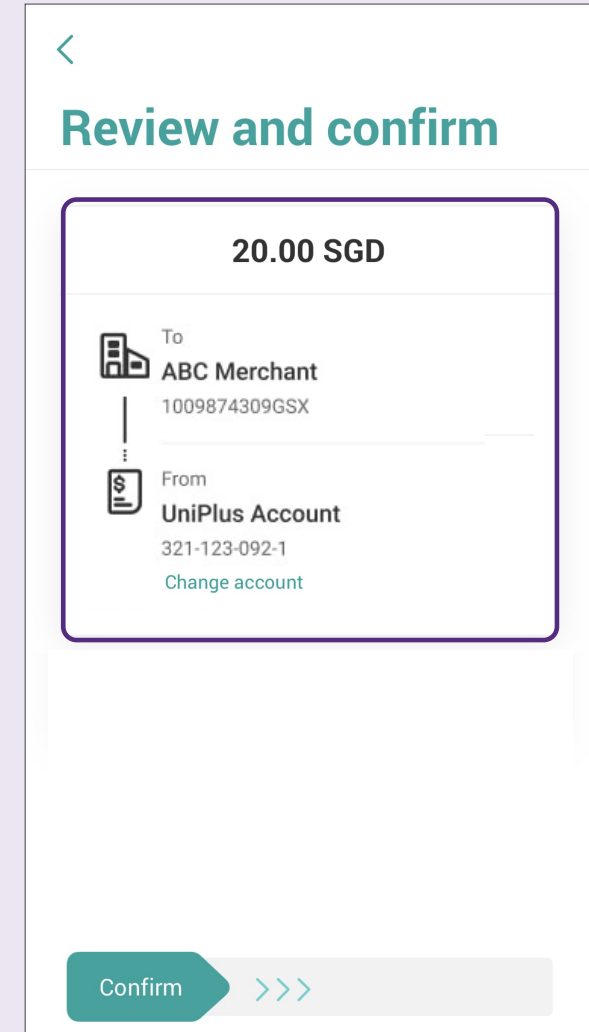 Review and confirm
20.00 SGD
To
ABC Merchant
1009874309GSX
From
UniPlus Account
321-123-092-1
Change account
Confirm